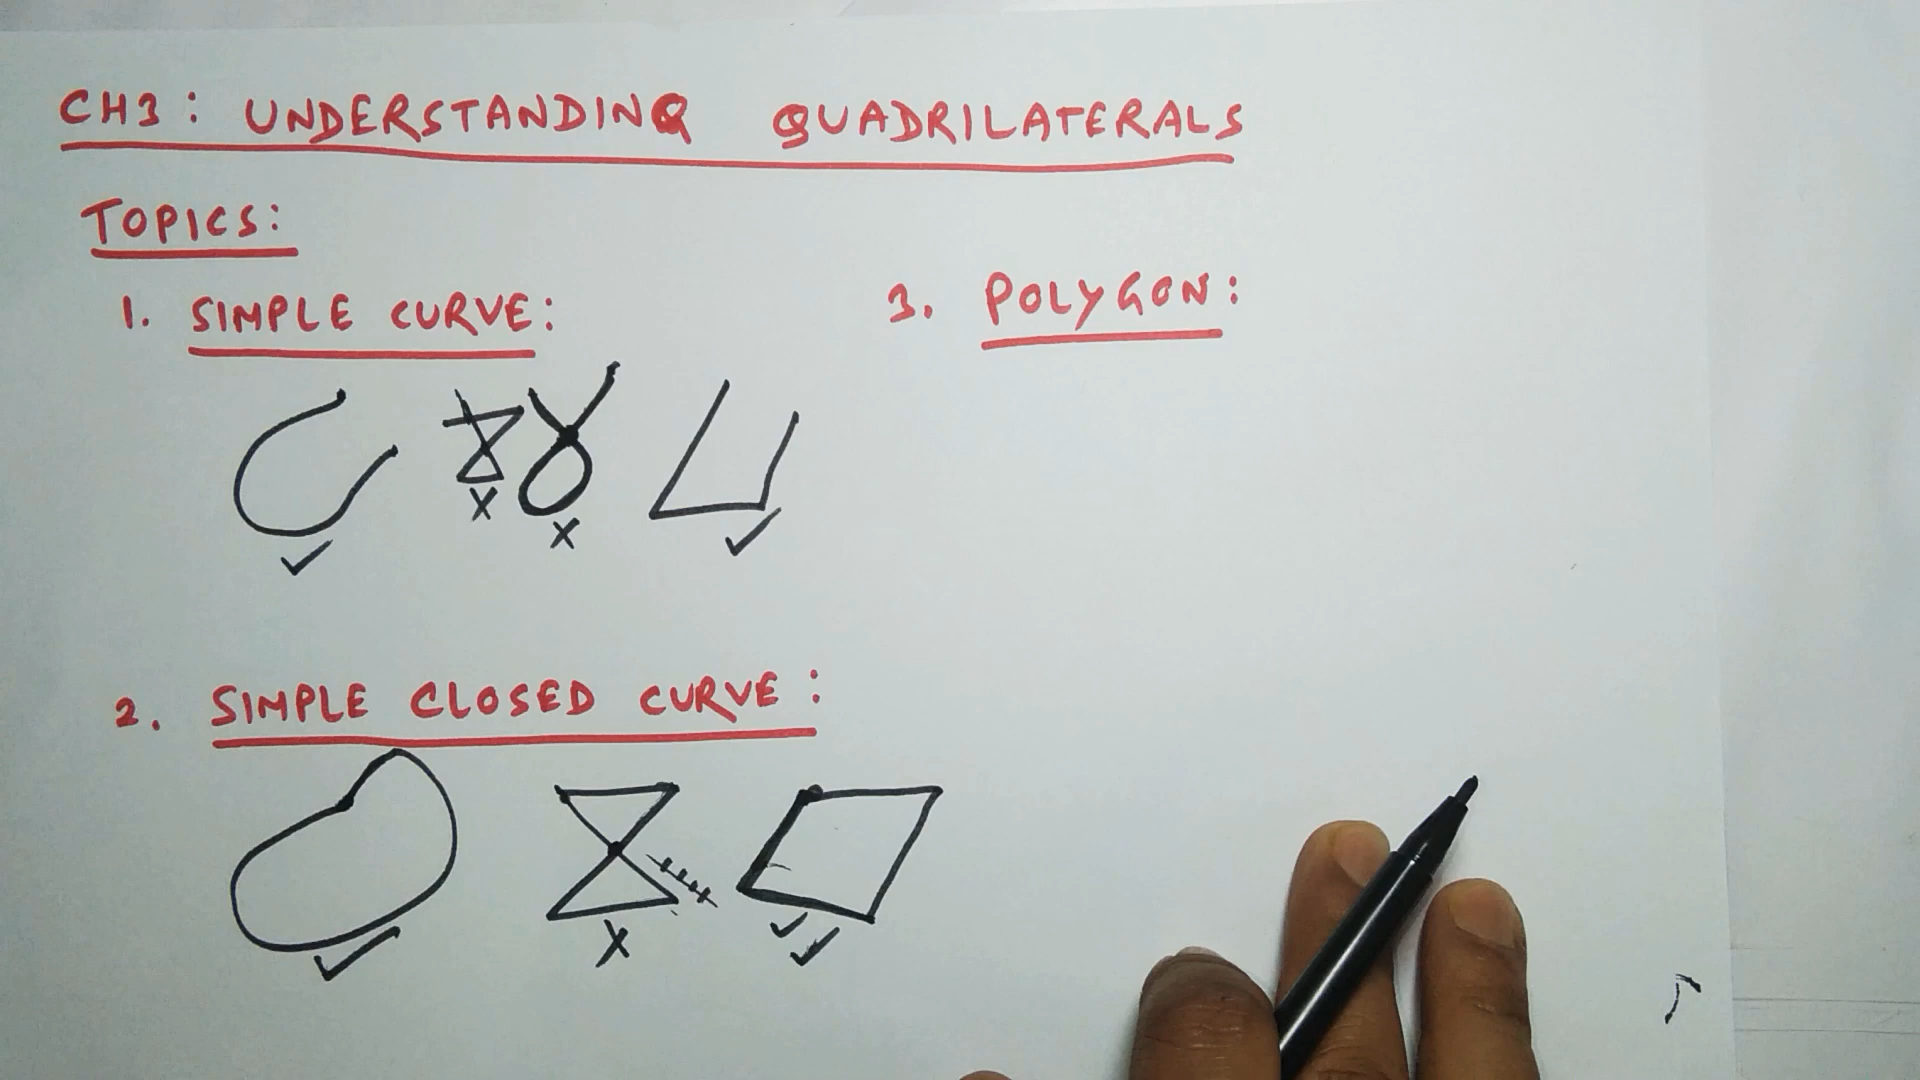 CH3: UNDERSTANDING QUADRILATERALS
TOPICS:
1. SIMPLE CURVE:
2. SIMPLE CLOSED CURVE:
3. POLYGON: